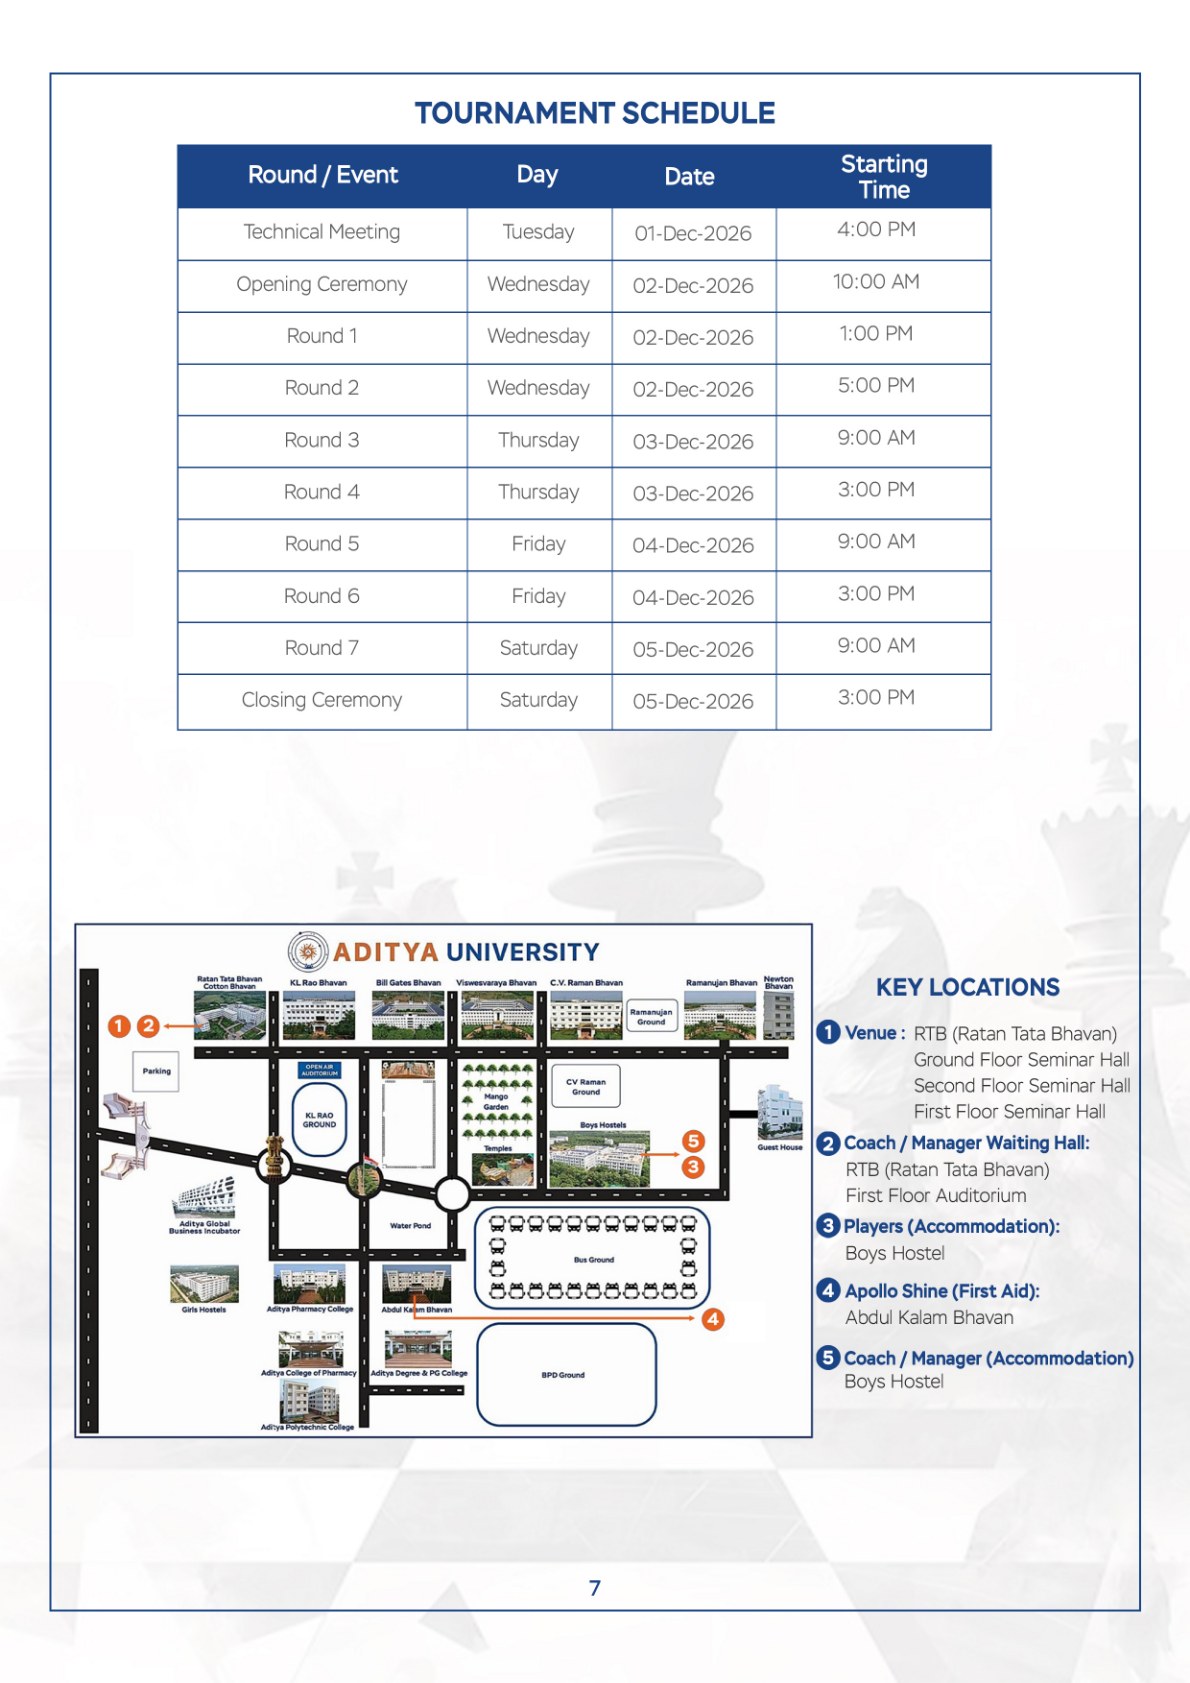 TOURNAMENT SCHEDULE
Round / Event Day Date Starting Time
Technical Meeting Tuesday 01-Dec-2026 4:00 PM
Opening Ceremony Wednesday 02-Dec-2026 10:00 AM
Round 1 Wednesday 02-Dec-2026 1:00 PM
Round 2 Wednesday 02-Dec-2026 5:00 PM
Round 3 Thursday 03-Dec-2026 9:00 AM
Round 4 Thursday 03-Dec-2026 3:00 PM
Round 5 Friday 04-Dec-2026 9:00 AM
Round 6 Friday 04-Dec-2026 3:00 PM
Round 7 Saturday 05-Dec-2026 9:00 AM
Closing Ceremony Saturday 05-Dec-2026 3:00 PM
ADITYA UNIVERSITY
Ratan Tata Bhavan
Cotton Bhavan
KL Rao Bhavan
Bill Gates Bhavan
Viswesvaraya Bhavan
C.V. Raman Bhavan
Ramanujan
Ground
Ramanujan Bhavan
Newton
Bhavan
1 2
Parking
OPEN AIR
AUDITORIUM
KL RAO
GROUND
Mango
Garden
Temples
CV Raman
Ground
Boys Hostels
5
3
Guest House
Aditya Global
Business Incubator
Water Pond
Bus Ground
Girls Hostels
Aditya Pharmacy College
Abdul Kalam Bhavan
4
Aditya College of Pharmacy
Aditya Degree & PG College
BPD Ground
Aditya Polytechnic College
KEY LOCATIONS
1 Venue : RTB (Ratan Tata Bhavan)
Ground Floor Seminar Hall
Second Floor Seminar Hall
First Floor Seminar Hall
2 Coach / Manager Waiting Hall:
RTB (Ratan Tata Bhavan)
First Floor Auditorium
3 Players (Accommodation):
Boys Hostel
4 Apollo Shine (First Aid):
Abdul Kalam Bhavan
5 Coach / Manager (Accommodation)
Boys Hostel
7